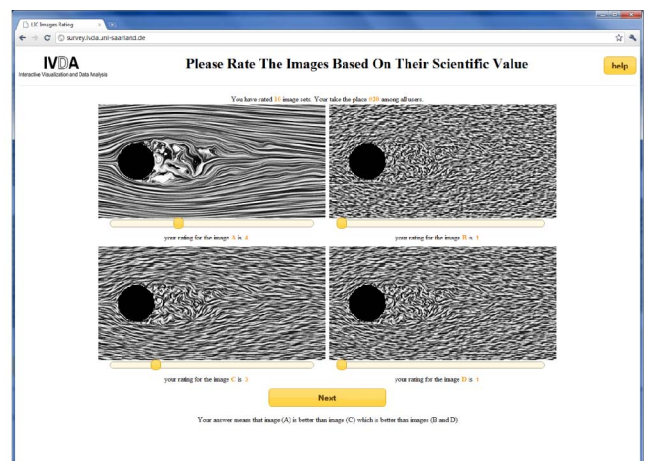 LIC Images Rating
survey.ivda.uni-saarland.de
IVDA
Interactive Visualization and Data Analysis
Please Rate The Images Based On Their Scientific Value
help
You have rated 16 image sets. Your take the place #20 among all users.
your rating for the image A is 4
your rating for the image B is 1
your rating for the image C is 3
your rating for the image D is 1
Next
Your answer means that image (A) is better than image (C) which is better than images (B and D)